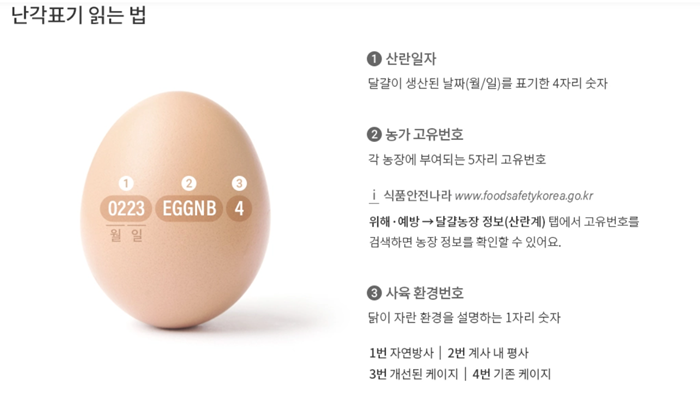 난각표기 읽는 법
1 2 3
0223 EGGNB 4
월 일
1 산란일자
달걀이 생산된 날짜(월/일)를 표기한 4자리 숫자
2 농가 고유번호
각 농장에 부여되는 5자리 고유번호
i 식품안전나라 www.foodsafetykorea.go.kr
위해·예방 → 달걀농장 정보(산란계) 탭에서 고유번호를
검색하면 농장 정보를 확인할 수 있어요.
3 사육 환경번호
닭이 자란 환경을 설명하는 1자리 숫자
1번 자연방사 | 2번 계사 내 평사
3번 개선된 케이지 | 4번 기존 케이지